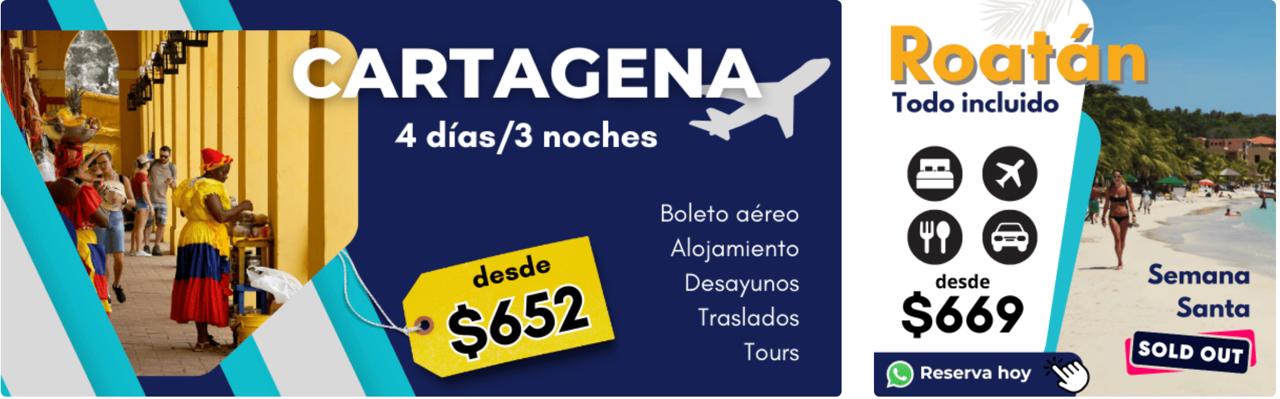 CARTAGENA
4 días/3 noches
Boleto aéreo
Alojamiento
Desayunos
Traslados
Tours
desde
$652
Roatán
Todo incluido
desde
$669
Semana
Santa
SOLD OUT
Reserva hoy